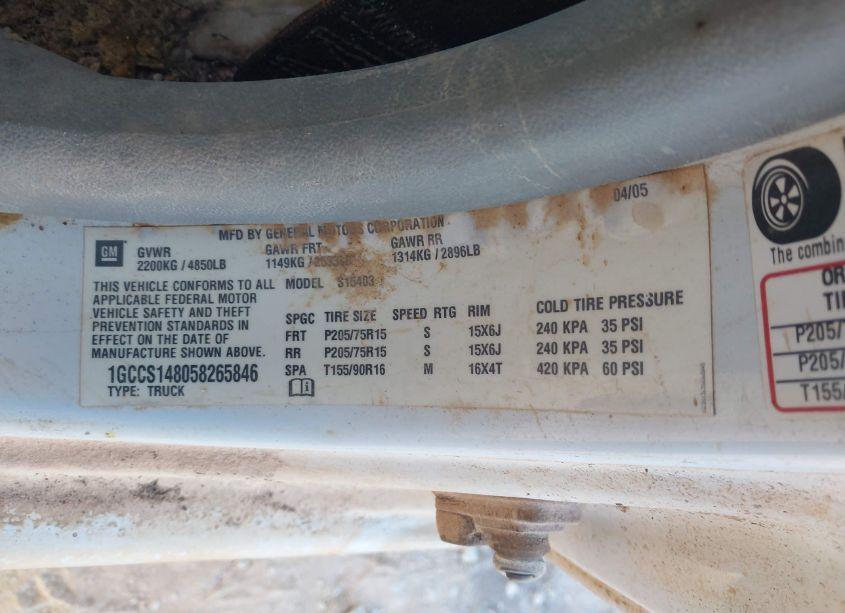 04/05
MFD BY GENERAL MOTORS CORPORATION
GM
GVWR GAWR FRT GAWR RR
2200KG / 4850LB 1149KG / 1314KG / 2896LB
THIS VEHICLE CONFORMS TO ALL
APPLICABLE FEDERAL MOTOR
VEHICLE SAFETY AND THEFT
PREVENTION STANDARDS IN
EFFECT ON THE DATE OF
MANUFACTURE SHOWN ABOVE.
1GCCS148058265846
TYPE: TRUCK
MODEL S15403
SPGC TIRE SIZE SPEED RTG RIM COLD TIRE PRESSURE
FRT P205/75R15 S 15X6J 240 KPA 35 PSI
RR P205/75R15 S 15X6J 240 KPA 35 PSI
SPA T155/90R16 M 16X4T 420 KPA 60 PSI
The combin
OR
TI
P205/7
P205/
T155/